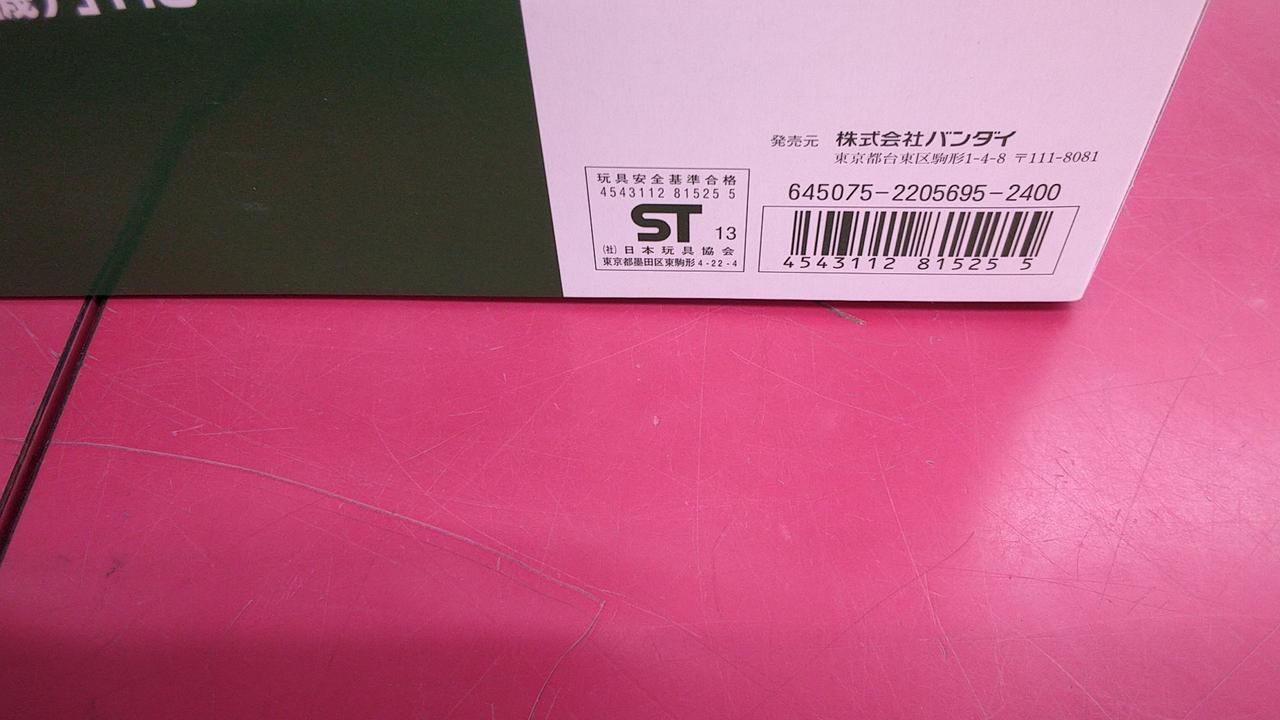 発売元 株式会社バンダイ
東京都台東区駒形1-4-8 〒111-8081
645075-2205695-2400
4543112 81525 5
玩具安全基準合格
4543112 81525 5
ST 13
(社)日本玩具協会
東京都墨田区東駒形4-22-4